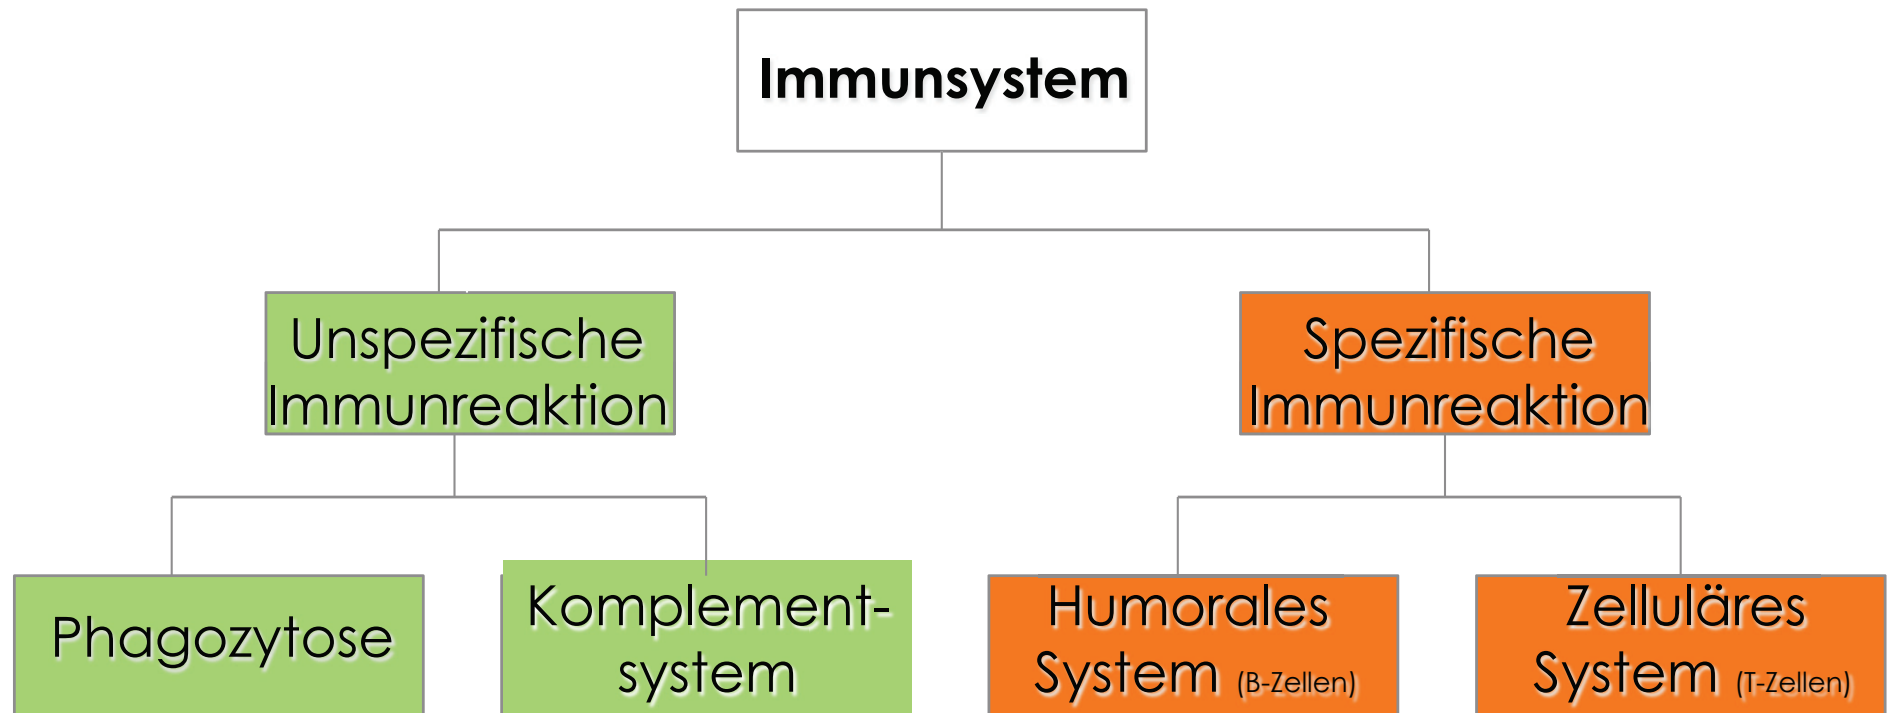 Immunsystem
Unspezifische
Immunreaktion
Spezifische
Immunreaktion
Phagozytose
Komplement-
system
Humorales
System (B-Zellen)
Zelluläres
System (T-Zellen)